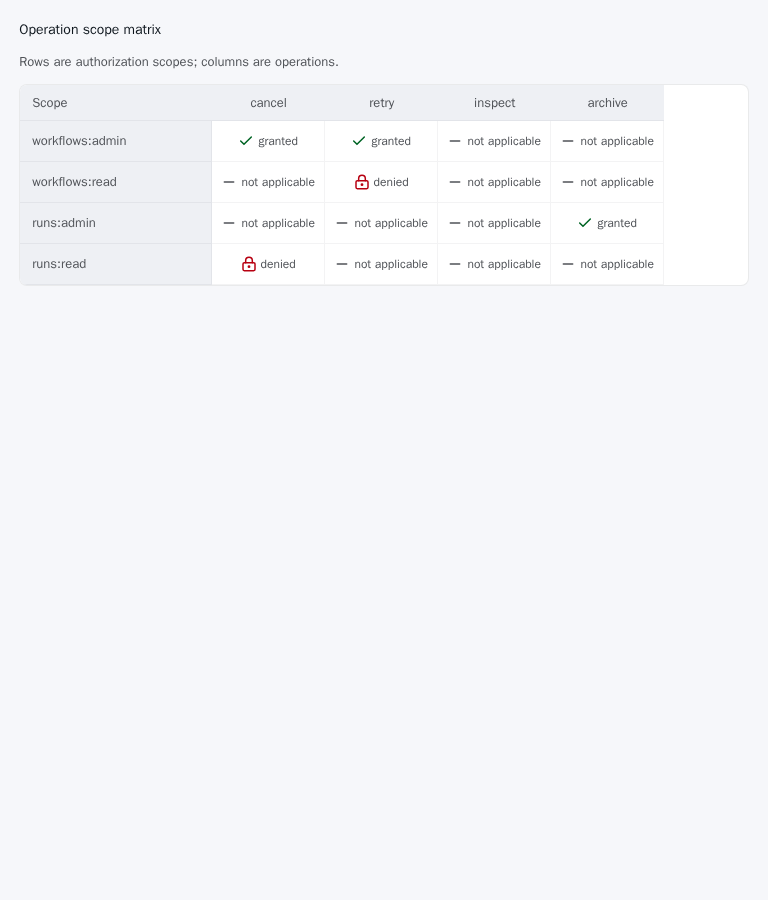 Operation scope matrix
Rows are authorization scopes; columns are operations.
Scope cancel retry inspect archive
workflows:admin granted granted not applicable not applicable
workflows:read not applicable denied not applicable not applicable
runs:admin not applicable not applicable not applicable granted
runs:read denied not applicable not applicable not applicable